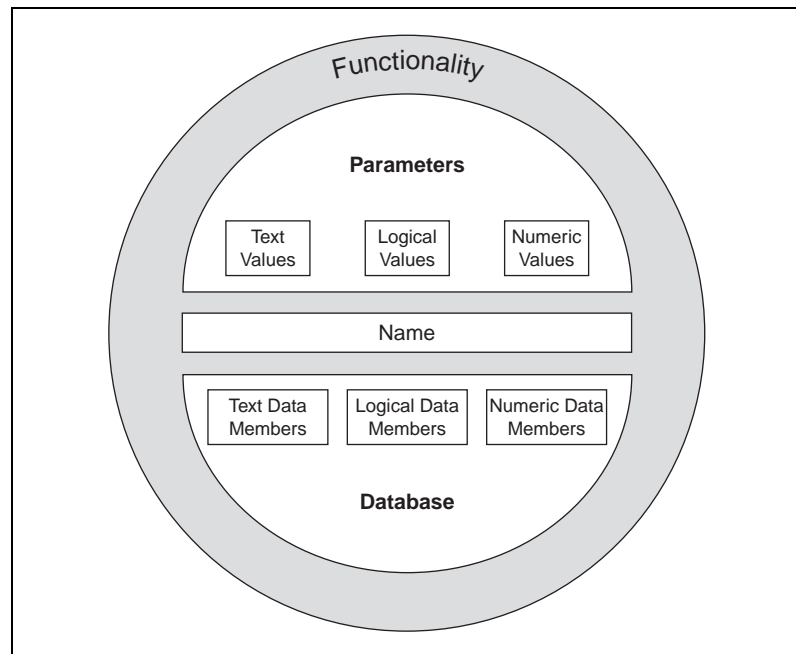 Functionality
Parameters
Text
Values
Logical
Values
Numeric
Values
Name
Text Data
Members
Logical Data
Members
Numeric Data
Members
Database